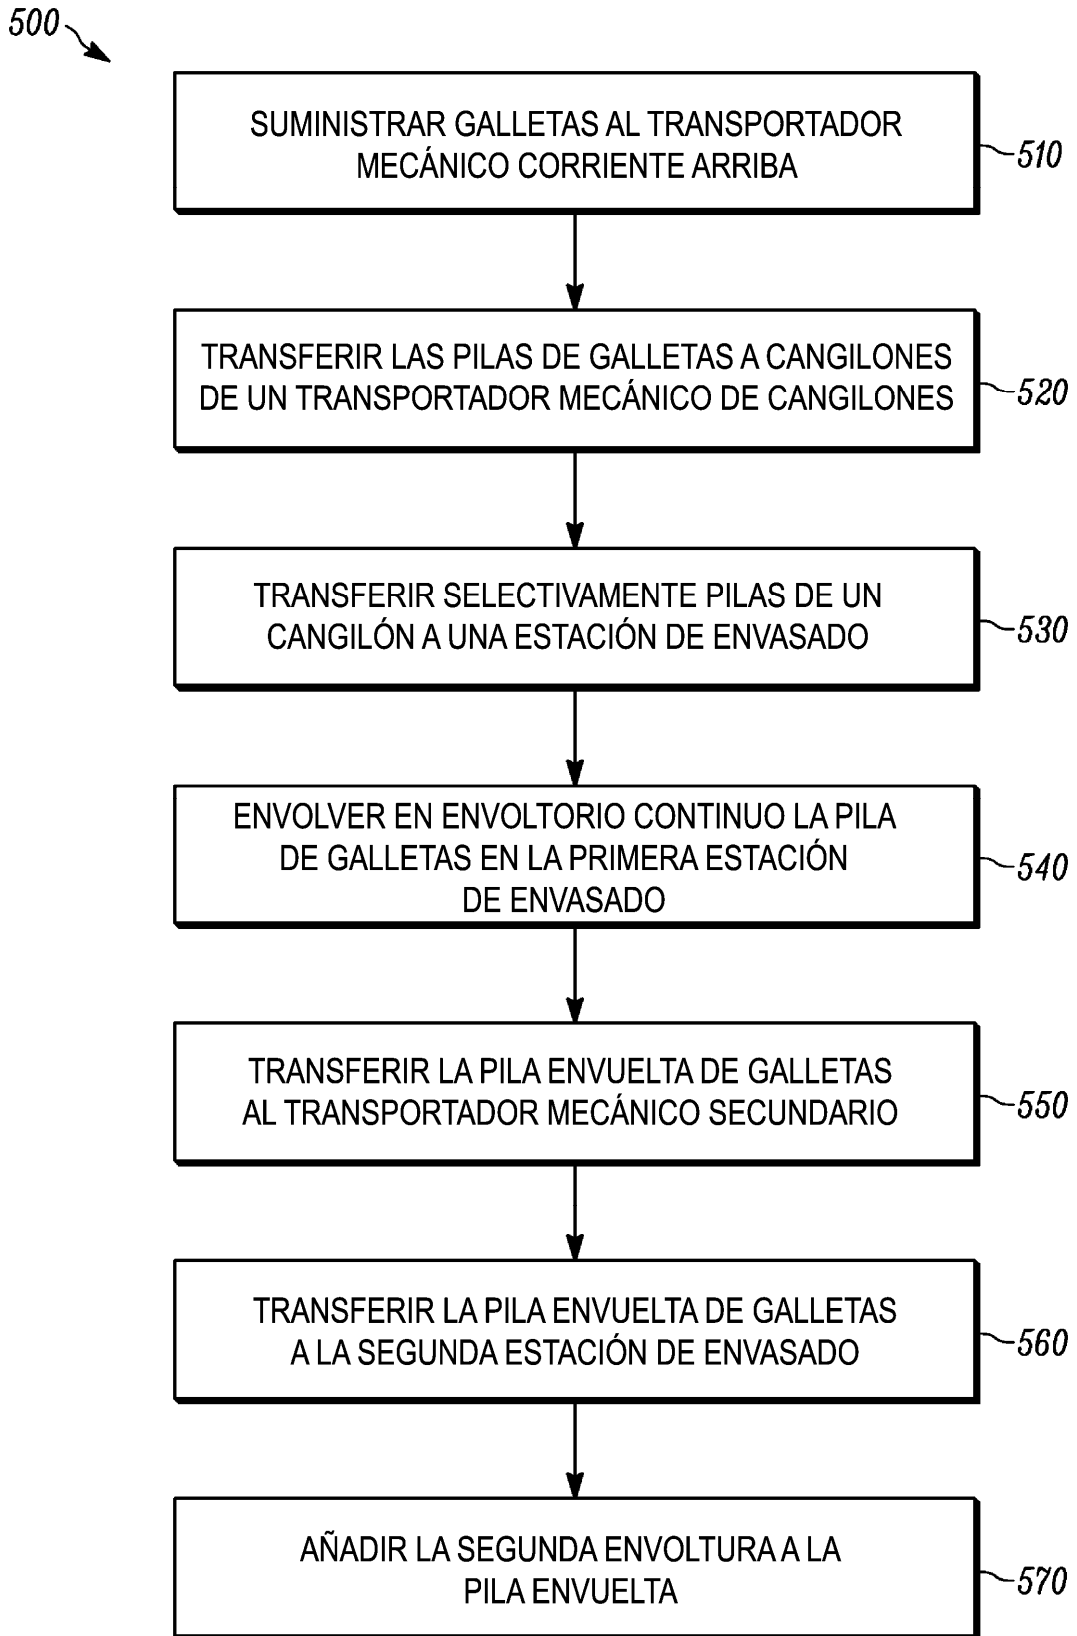 500
SUMINISTRAR GALLETAS AL TRANSPORTADOR
MECÁNICO CORRIENTE ARRIBA
510
TRANSFERIR LAS PILAS DE GALLETAS A CANGILONES
DE UN TRANSPORTADOR MECÁNICO DE CANGILONES
520
TRANSFERIR SELECTIVAMENTE PILAS DE UN
CANGILÓN A UNA ESTACIÓN DE ENVASADO
530
ENVOLVER EN ENVOLTORIO CONTINUO LA PILA
DE GALLETAS EN LA PRIMERA ESTACIÓN
DE ENVASADO
540
TRANSFERIR LA PILA ENVUELTA DE GALLETAS
AL TRANSPORTADOR MECÁNICO SECUNDARIO
550
TRANSFERIR LA PILA ENVUELTA DE GALLETAS
A LA SEGUNDA ESTACIÓN DE ENVASADO
560
AÑADIR LA SEGUNDA ENVOLTURA A LA
PILA ENVUELTA
570